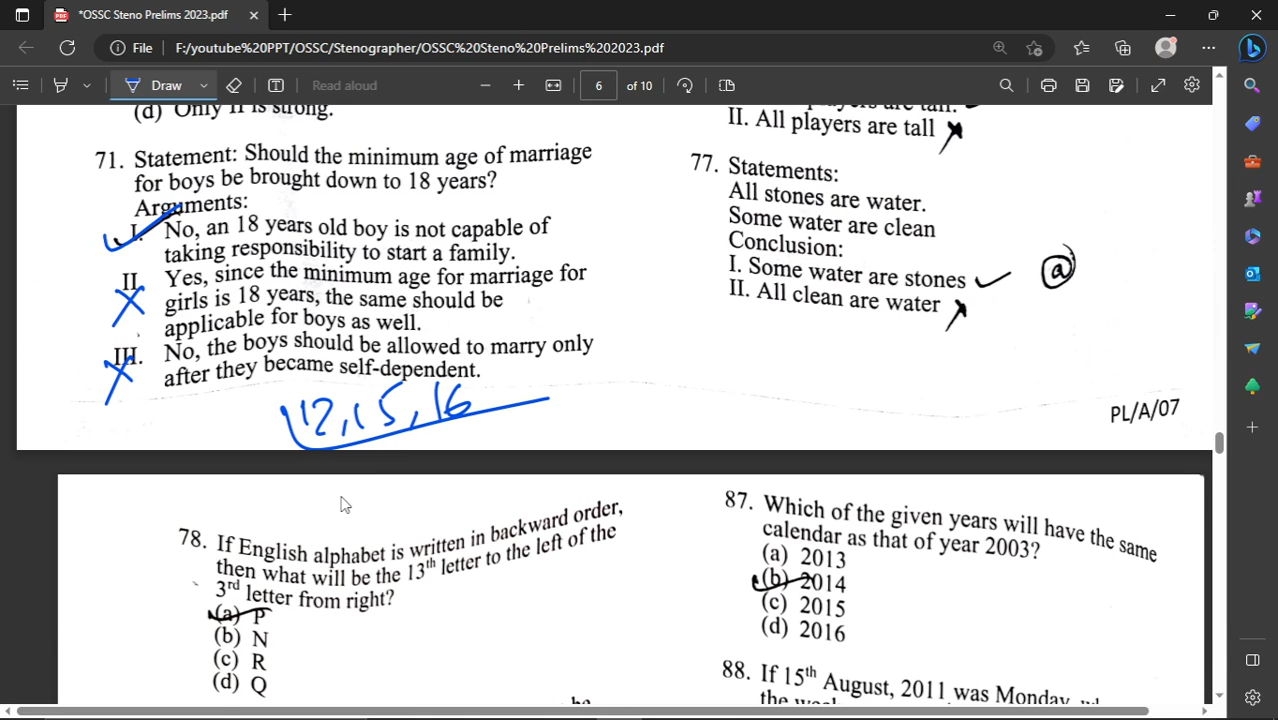 *OSSC Steno Prelims 2023.pdf
File F:/youtube%20PPT/OSSC/Stenographer/OSSC%20Steno%20Prelims%202023.pdf
Draw
Read aloud
6 of 10
(d) Only II is strong.
71. Statement: Should the minimum age of marriage
for boys be brought down to 18 years?
Arguments:
I. No, an 18 years old boy is not capable of
taking responsibility to start a family.
II. Yes, since the minimum age for marriage for
girls is 18 years, the same should be
applicable for boys as well.
III. No, the boys should be allowed to marry only
after they became self-dependent.
12, 15, 16
players are tall.
II. All players are tall
77. Statements:
All stones are water.
Some water are clean
Conclusion:
I. Some water are stones
II. All clean are water
a
PL/A/07
78. If English alphabet is written in backward order,
then what will be the 13th letter to the left of the
3rd letter from right?
(a) P
(b) N
(c) R
(d) Q
be
87. Which of the given years will have the same
calendar as that of year 2003?
(a) 2013
(b) 2014
(c) 2015
(d) 2016
88. If 15th August, 2011 was Monday,
the